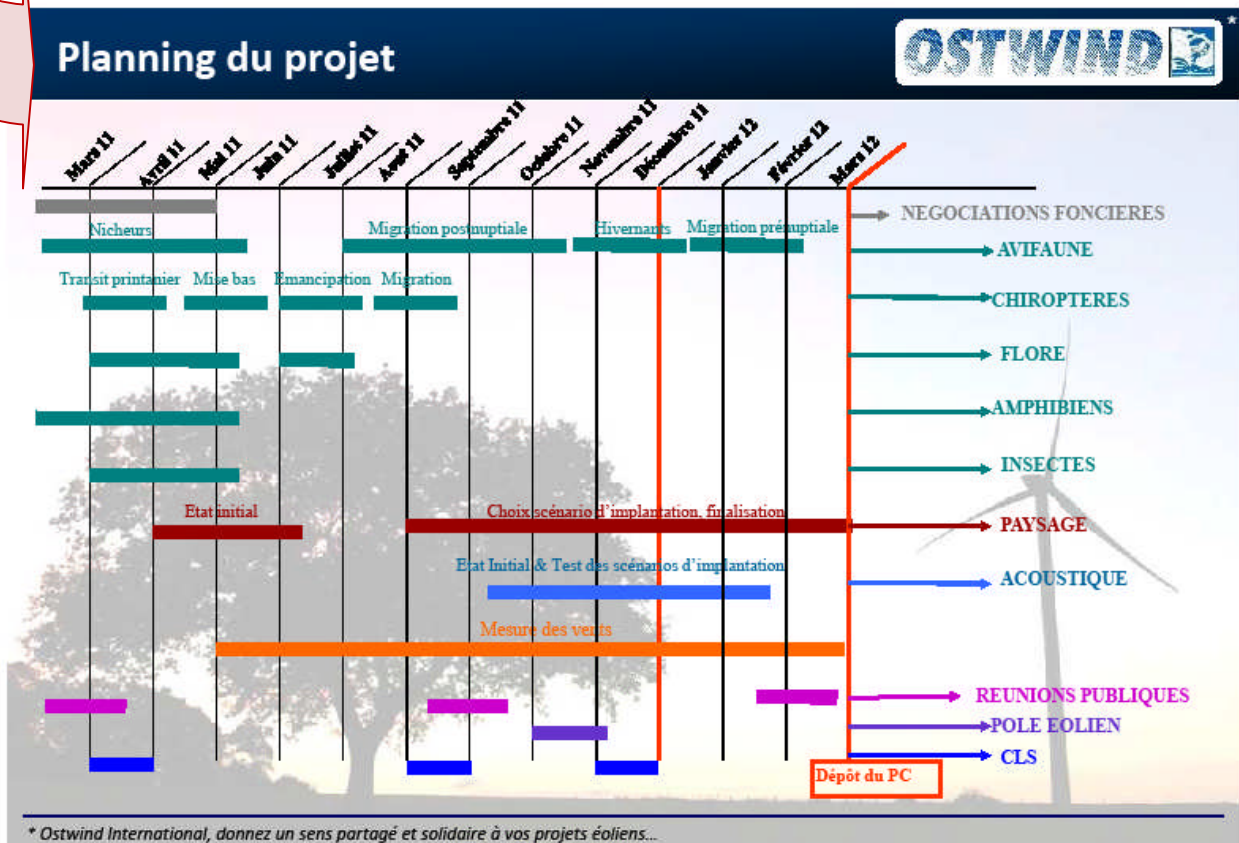 Planning du projet
OSTWIND
*
Mars 11
Avril 11
Mai 11
Juin 11
Juillet 11
Aout 11
Septembre 11
Octobre 11
Novembre 11
Décembre 11
Janvier 12
Février 12
Mars 12
NEGOCIATIONS FONCIERES
Nicheurs
Migration postnuptiale
Hivernants
Migration prénuptiale
AVIFAUNE
Transit printanier
Mise bas
Emancipation
Migration
CHIROPTERES
FLORE
AMPHIBIENS
INSECTES
Etat initial
Choix scénario d'implantation, finalisation
PAYSAGE
Etat Initial & Test des scénarios d'implantation
ACOUSTIQUE
Mesure des vents
REUNIONS PUBLIQUES
POLE EOLIEN
CLS
Dépôt du PC
* Ostwind International, donnez un sens partagé et solidaire à vos projets éoliens...